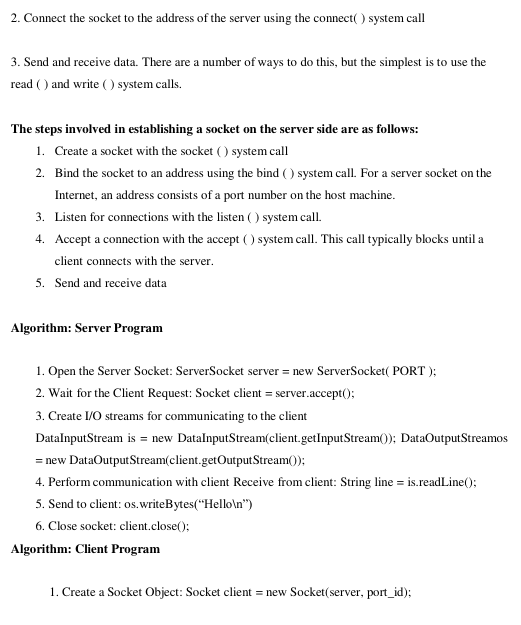 2. Connect the socket to the address of the server using the connect( ) system call
3. Send and receive data. There are a number of ways to do this, but the simplest is to use the
read ( ) and write ( ) system calls.
The steps involved in establishing a socket on the server side are as follows:
1. Create a socket with the socket ( ) system call
2. Bind the socket to an address using the bind ( ) system call. For a server socket on the
Internet, an address consists of a port number on the host machine.
3. Listen for connections with the listen ( ) system call.
4. Accept a connection with the accept ( ) system call. This call typically blocks until a
client connects with the server.
5. Send and receive data
Algorithm: Server Program
1. Open the Server Socket: ServerSocket server = new ServerSocket( PORT );
2. Wait for the Client Request: Socket client = server.accept();
3. Create I/O streams for communicating to the client
DataInputStream is = new DataInputStream(client.getInputStream()); DataOutputStreamos
= new DataOutputStream(client.getOutputStream());
4. Perform communication with client Receive from client: String line = is.readLine();
5. Send to client: os.writeBytes(“Hello\n”)
6. Close socket: client.close();
Algorithm: Client Program
1. Create a Socket Object: Socket client = new Socket(server, port_id);